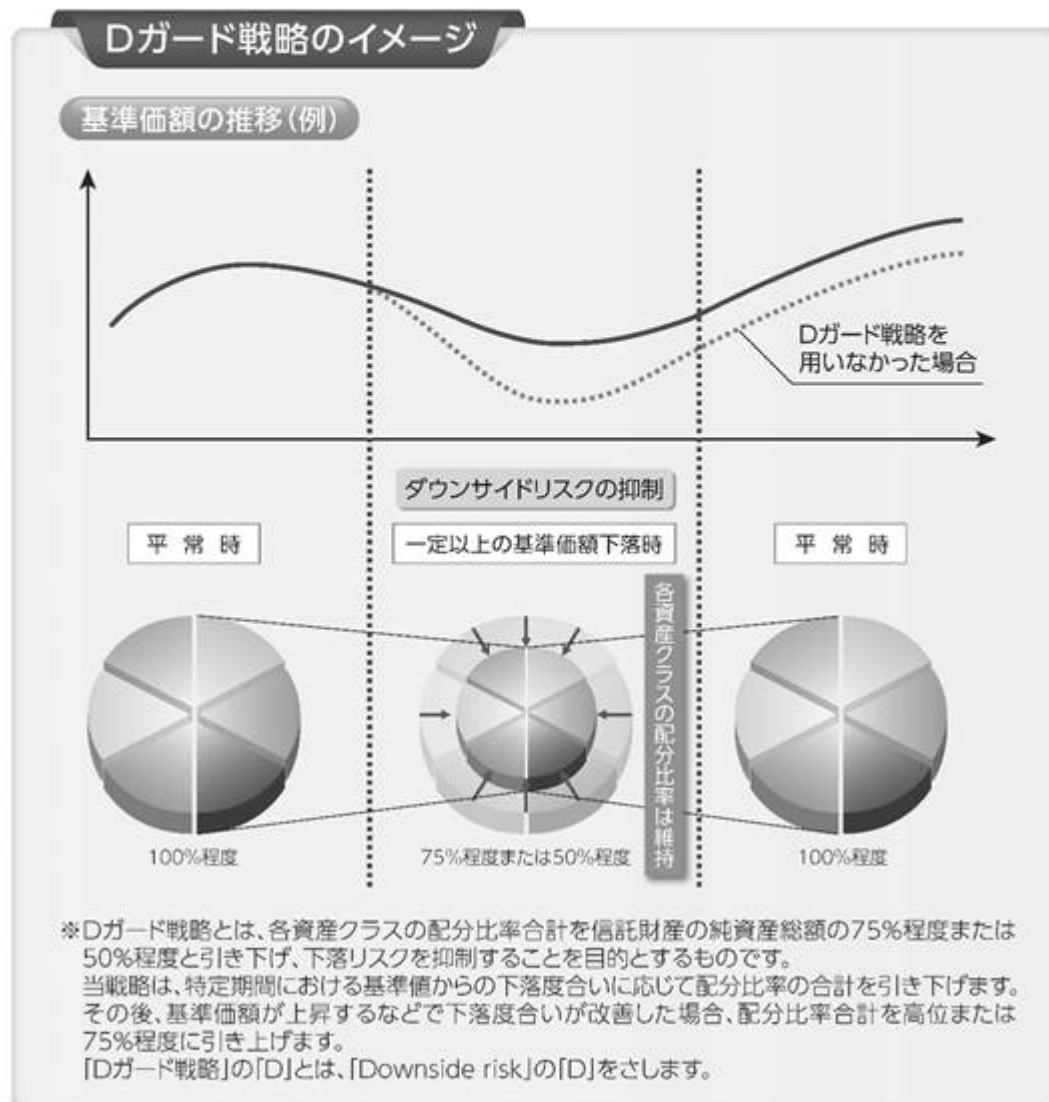 Dガード戦略のイメージ
基準価額の推移(例)
Dガード戦略を
用いなかった場合
ダウンサイドリスクの抑制
平常時
一定以上の基準価額下落時
平常時
各資産クラスの配分比率は維持
100%程度
75%程度または50%程度
100%程度
※Dガード戦略とは、各資産クラスの配分比率合計を信託財産の純資産総額の75%程度または
50%程度と引き下げ、下落リスクを抑制することを目的とするものです。
当戦略は、特定期間における基準値からの下落度合いに応じて配分比率の合計を引き下げます。
その後、基準価額が上昇するなどで下落度合いが改善した場合、配分比率合計を高位または
75%程度に引き上げます。
「Dガード戦略」の「D」とは、「Downside risk」の「D」をさします。